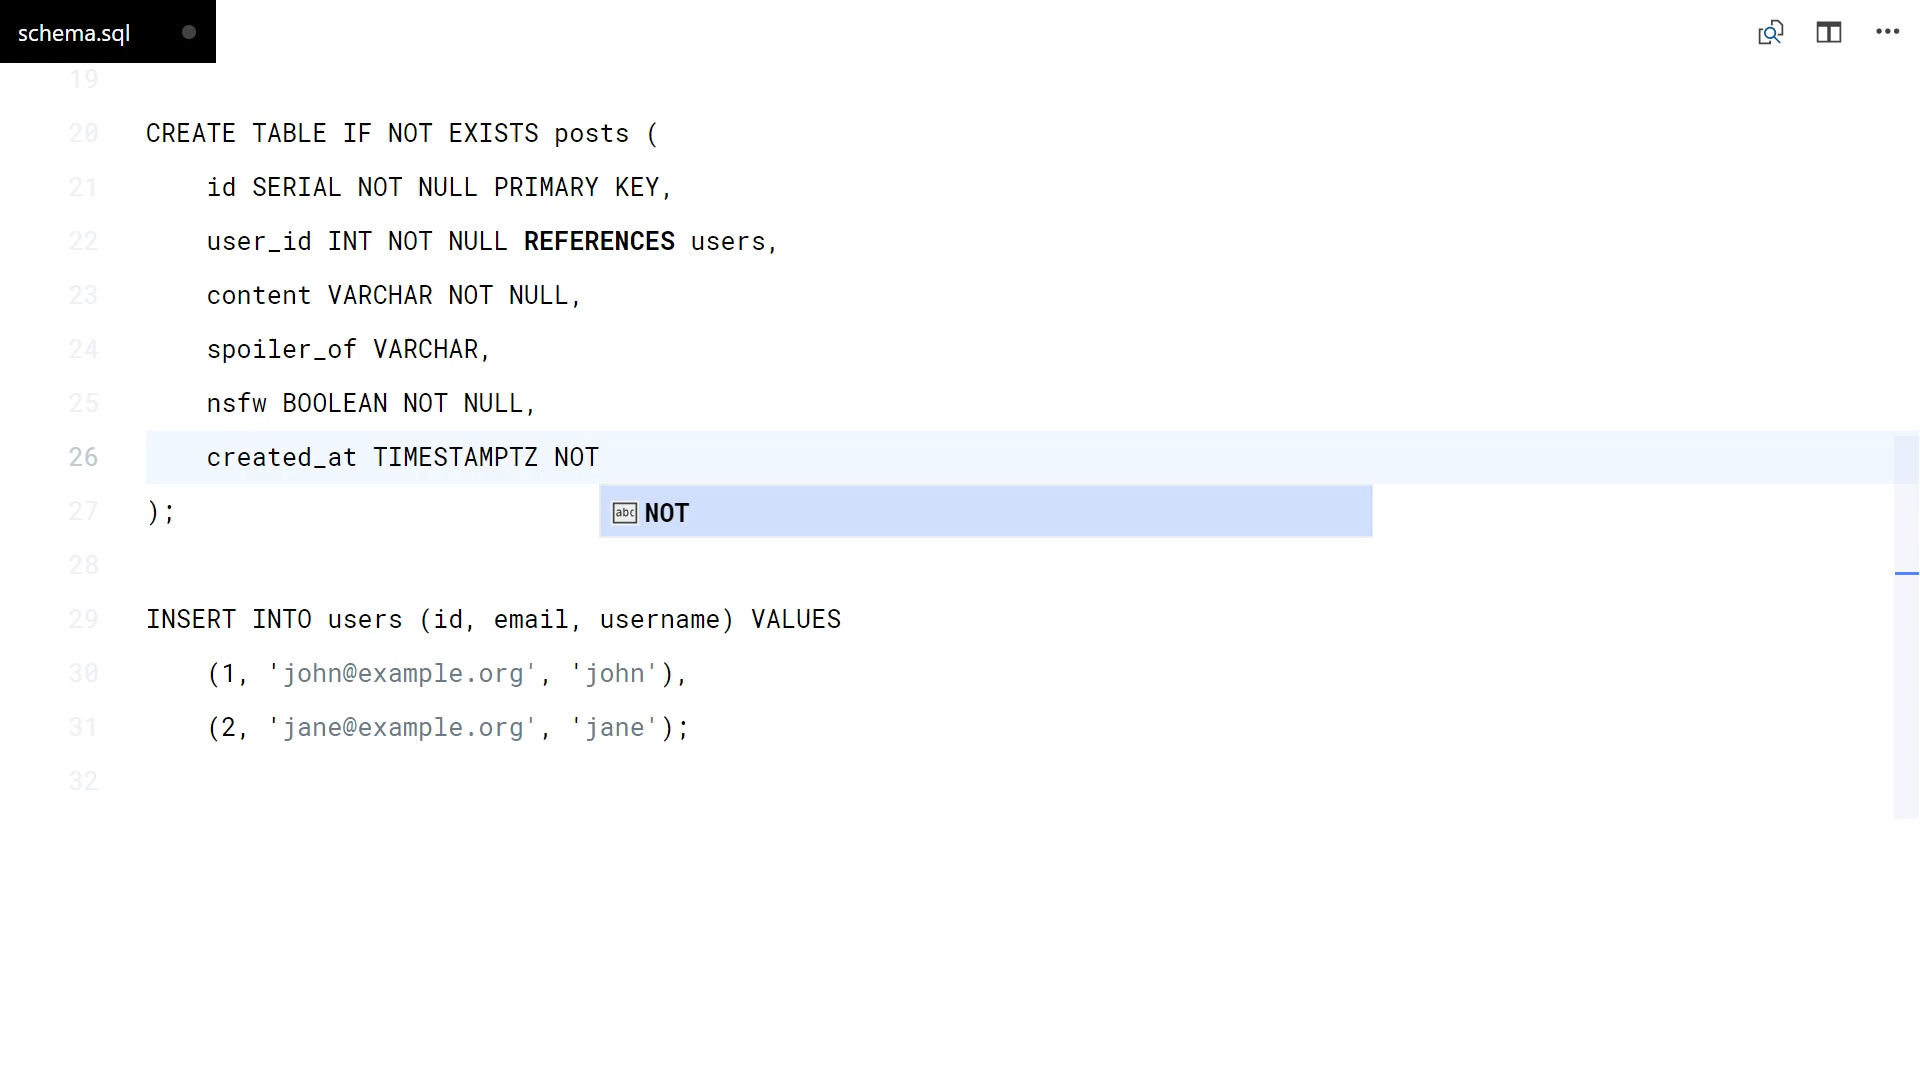 schema.sql
19
20 CREATE TABLE IF NOT EXISTS posts (
21 id SERIAL NOT NULL PRIMARY KEY,
22 user_id INT NOT NULL REFERENCES users,
23 content VARCHAR NOT NULL,
24 spoiler_of VARCHAR,
25 nsfw BOOLEAN NOT NULL,
26 created_at TIMESTAMPTZ NOT
27 );
abc NOT
28
29 INSERT INTO users (id, email, username) VALUES
30 (1, 'john@example.org', 'john'),
31 (2, 'jane@example.org', 'jane');
32